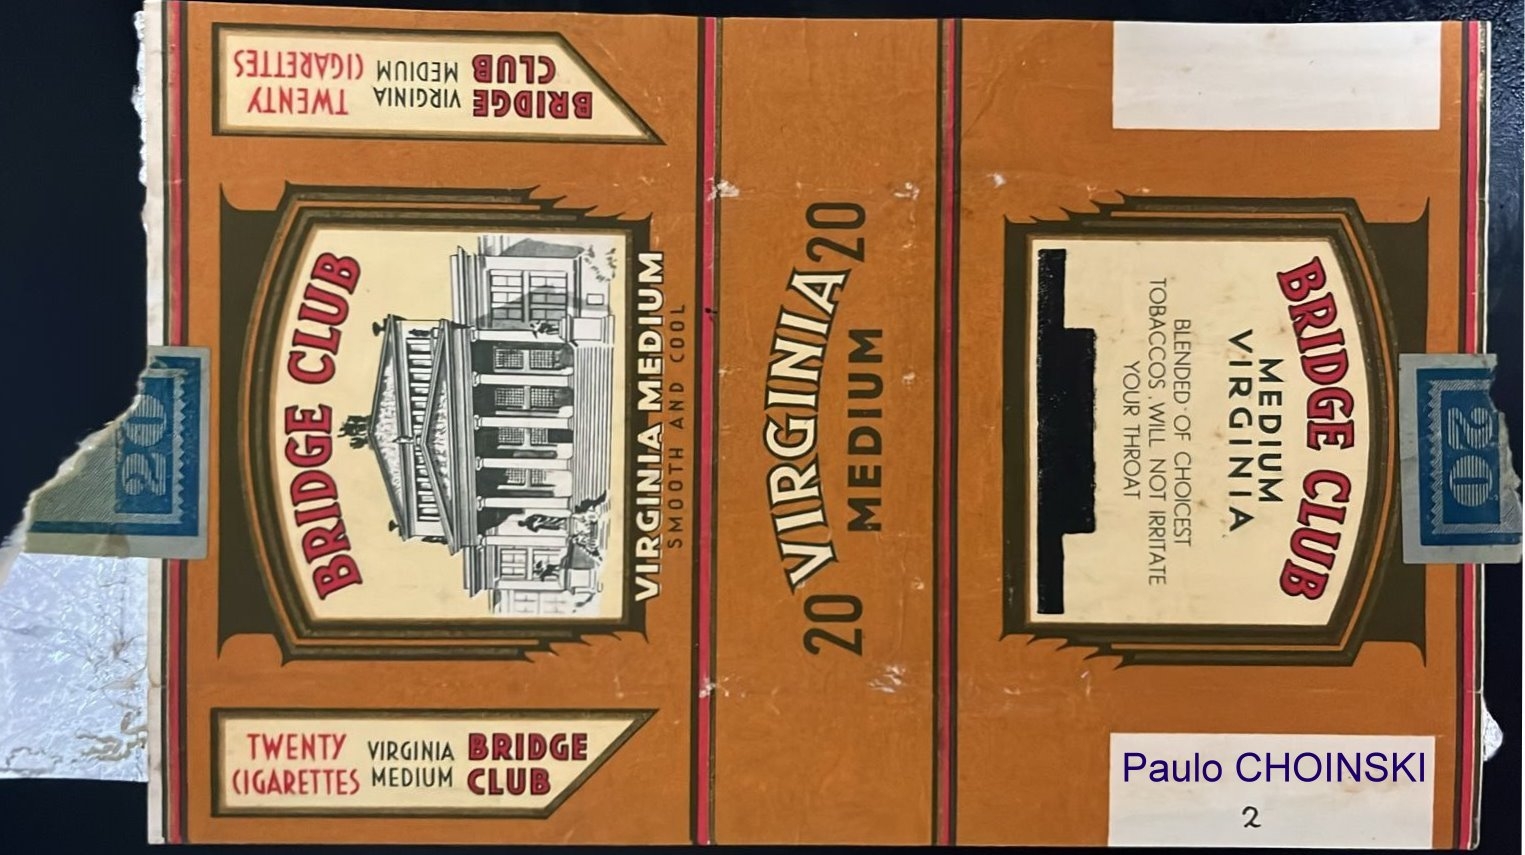 TWENTY
CIGARETTES
VIRGINIA
MEDIUM
BRIDGE
CLUB
BRIDGE CLUB
VIRGINIA MEDIUM
SMOOTH AND COOL
20
TWENTY
CIGARETTES
VIRGINIA
MEDIUM
BRIDGE
CLUB
20 VIRGINIA 20
MEDIUM
BRIDGE CLUB
MEDIUM
VIRGINIA
BLENDED·OF CHOICEST
TOBACCOS.WILL NOT IRRITATE
YOUR THROAT
20
Paulo CHOINSKI
2